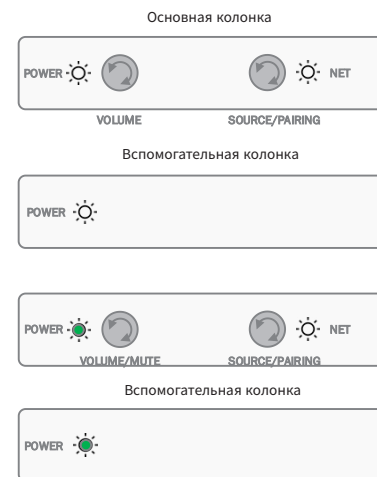 Основная колонка
POWER NET
VOLUME SOURCE/PAIRING
Вспомогательная колонка
POWER
POWER NET
VOLUME/MUTE SOURCE/PAIRING
Вспомогательная колонка
POWER